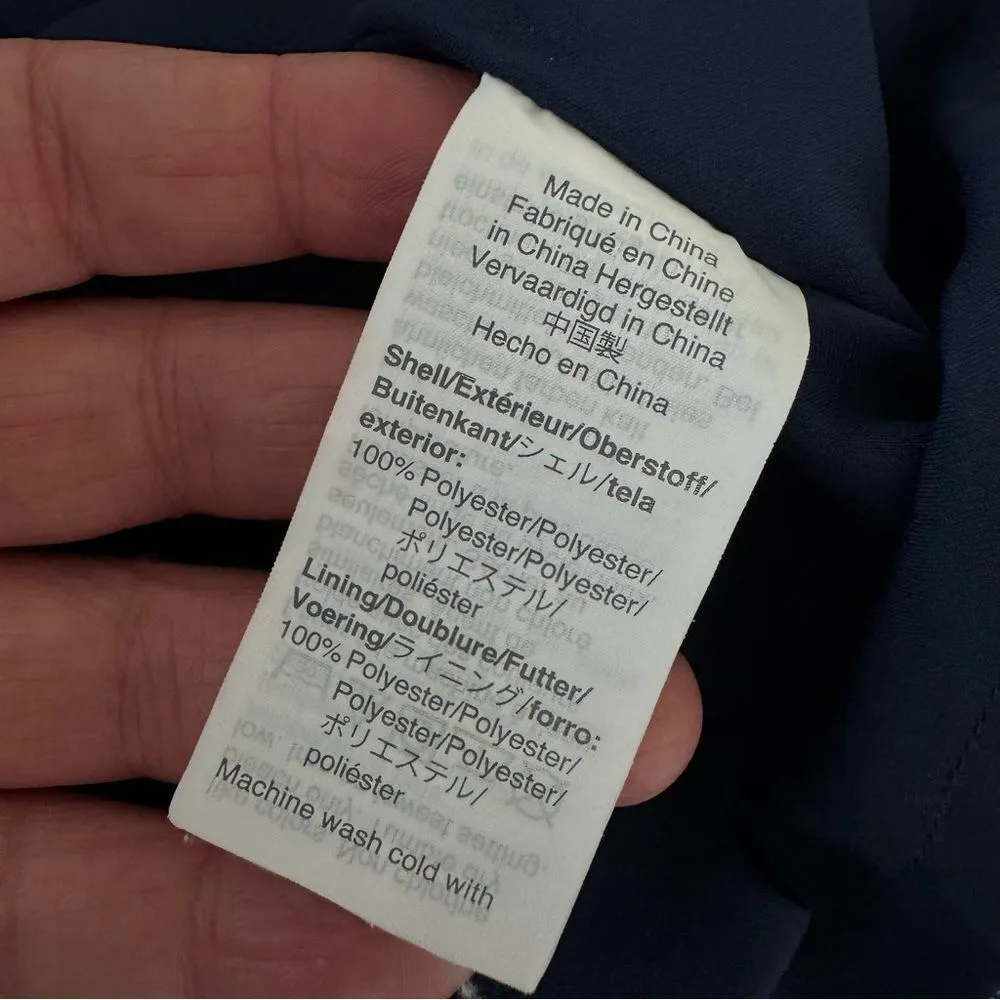 Made in China
Fabriqué en Chine
in China Hergestellt
Vervaardigd in China
中国製
Hecho en China
Shell/Extérieur/Oberstoff/
Buitenkant/シェル/tela
exterior:
100% Polyester/Polyester/
Polyester/Polyester/
ポリエステル/
poliéster
Lining/Doublure/Futter/
Voering/ライニング/forro:
100% Polyester/Polyester/
Polyester/Polyester/
ポリエステル/
poliéster
Machine wash cold with